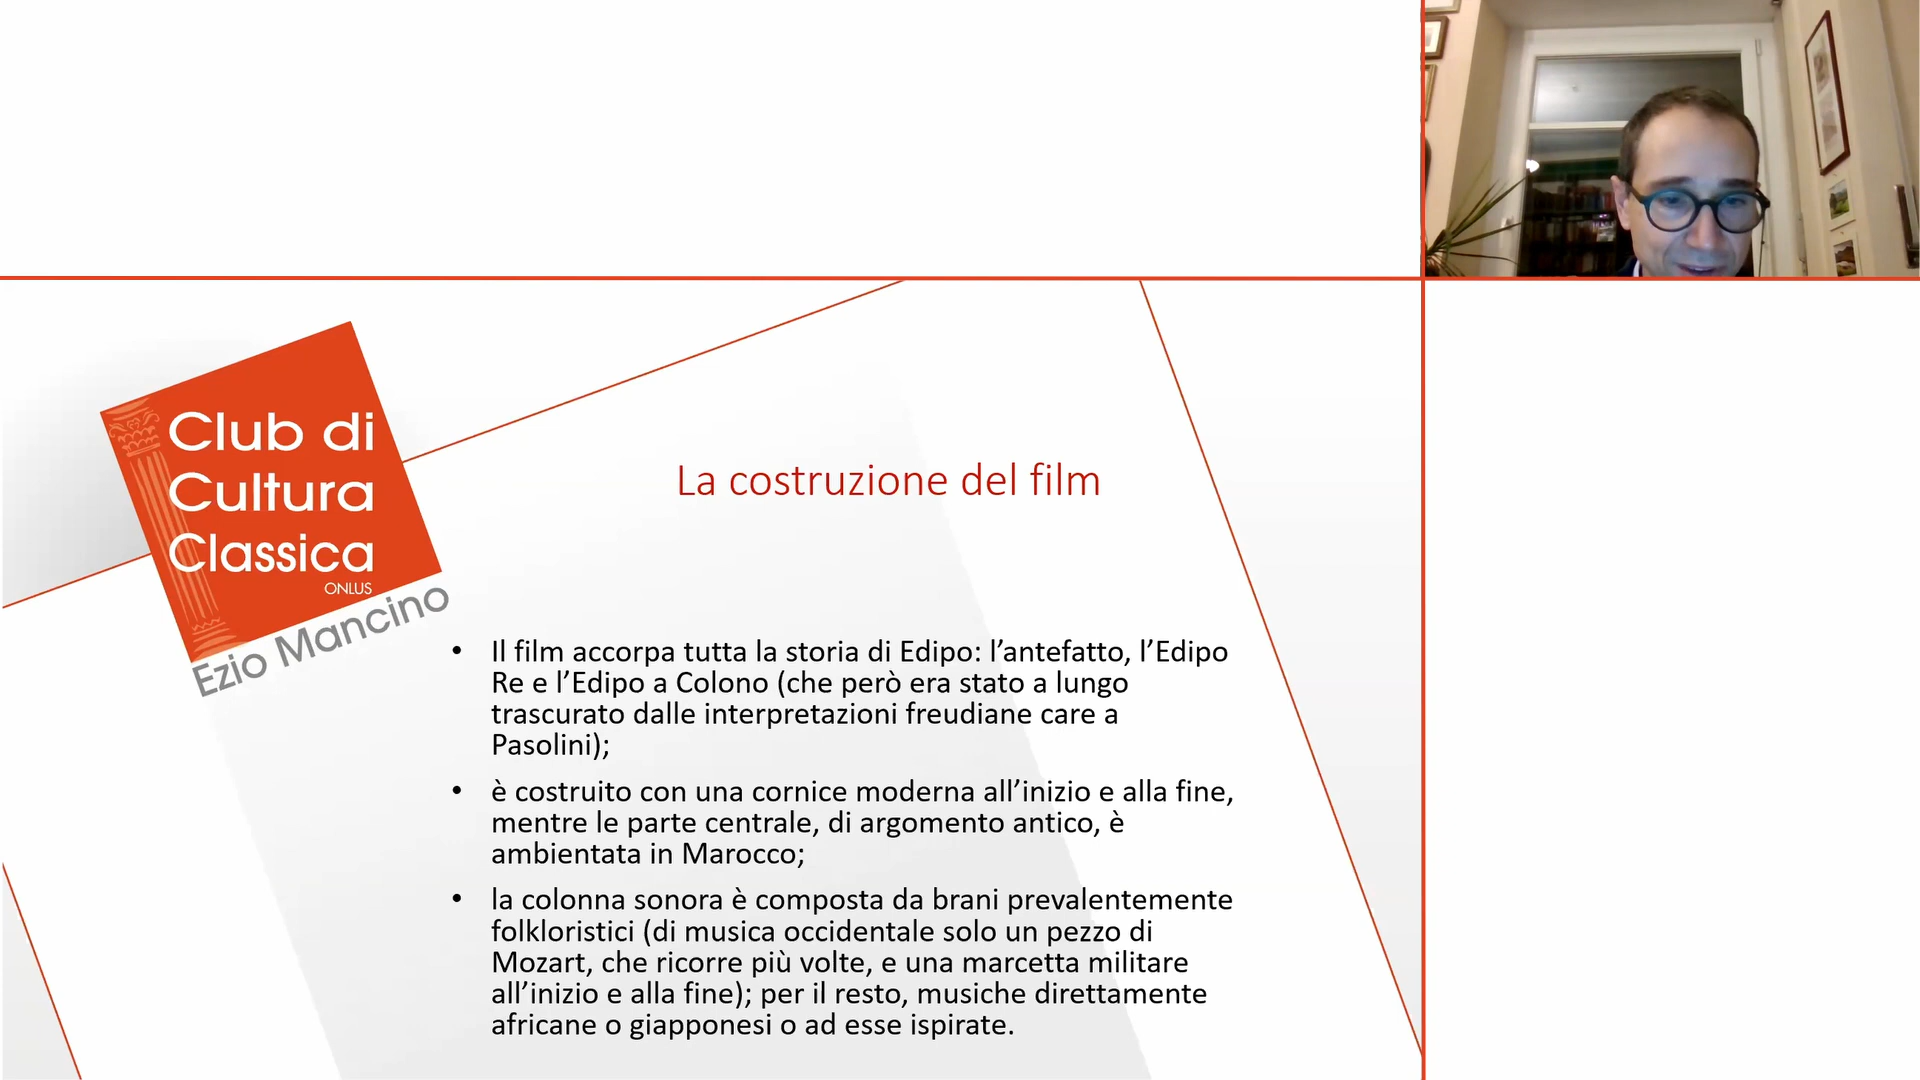 Club di
Cultura
Classica
ONLUS
Ezio Mancino
La costruzione del film
• Il film accorpa tutta la storia di Edipo: l’antefatto, l’Edipo
Re e l’Edipo a Colono (che però era stato a lungo
trascurato dalle interpretazioni freudiane care a
Pasolini);
• è costruito con una cornice moderna all’inizio e alla fine,
mentre le parte centrale, di argomento antico, è
ambientata in Marocco;
• la colonna sonora è composta da brani prevalentemente
folkloristici (di musica occidentale solo un pezzo di
Mozart, che ricorre più volte, e una marcetta militare
all’inizio e alla fine); per il resto, musiche direttamente
africane o giapponesi o ad esse ispirate.